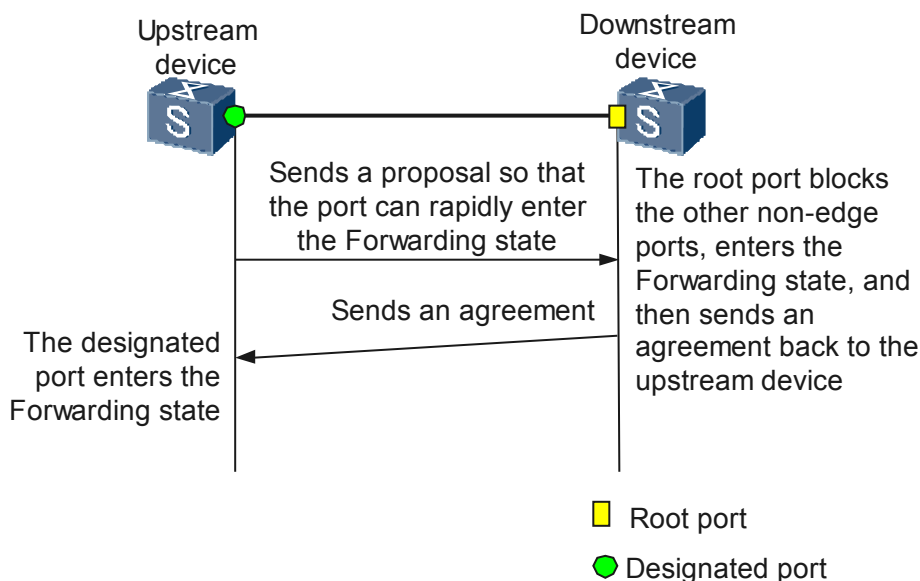 Upstream
device
Downstream
device
S
S
Sends a proposal so that
the port can rapidly enter
the Forwarding state
The root port blocks
the other non-edge
ports, enters the
Forwarding state, and
then sends an
agreement back to the
upstream device
Sends an agreement
The designated
port enters the
Forwarding state
Root port
Designated port